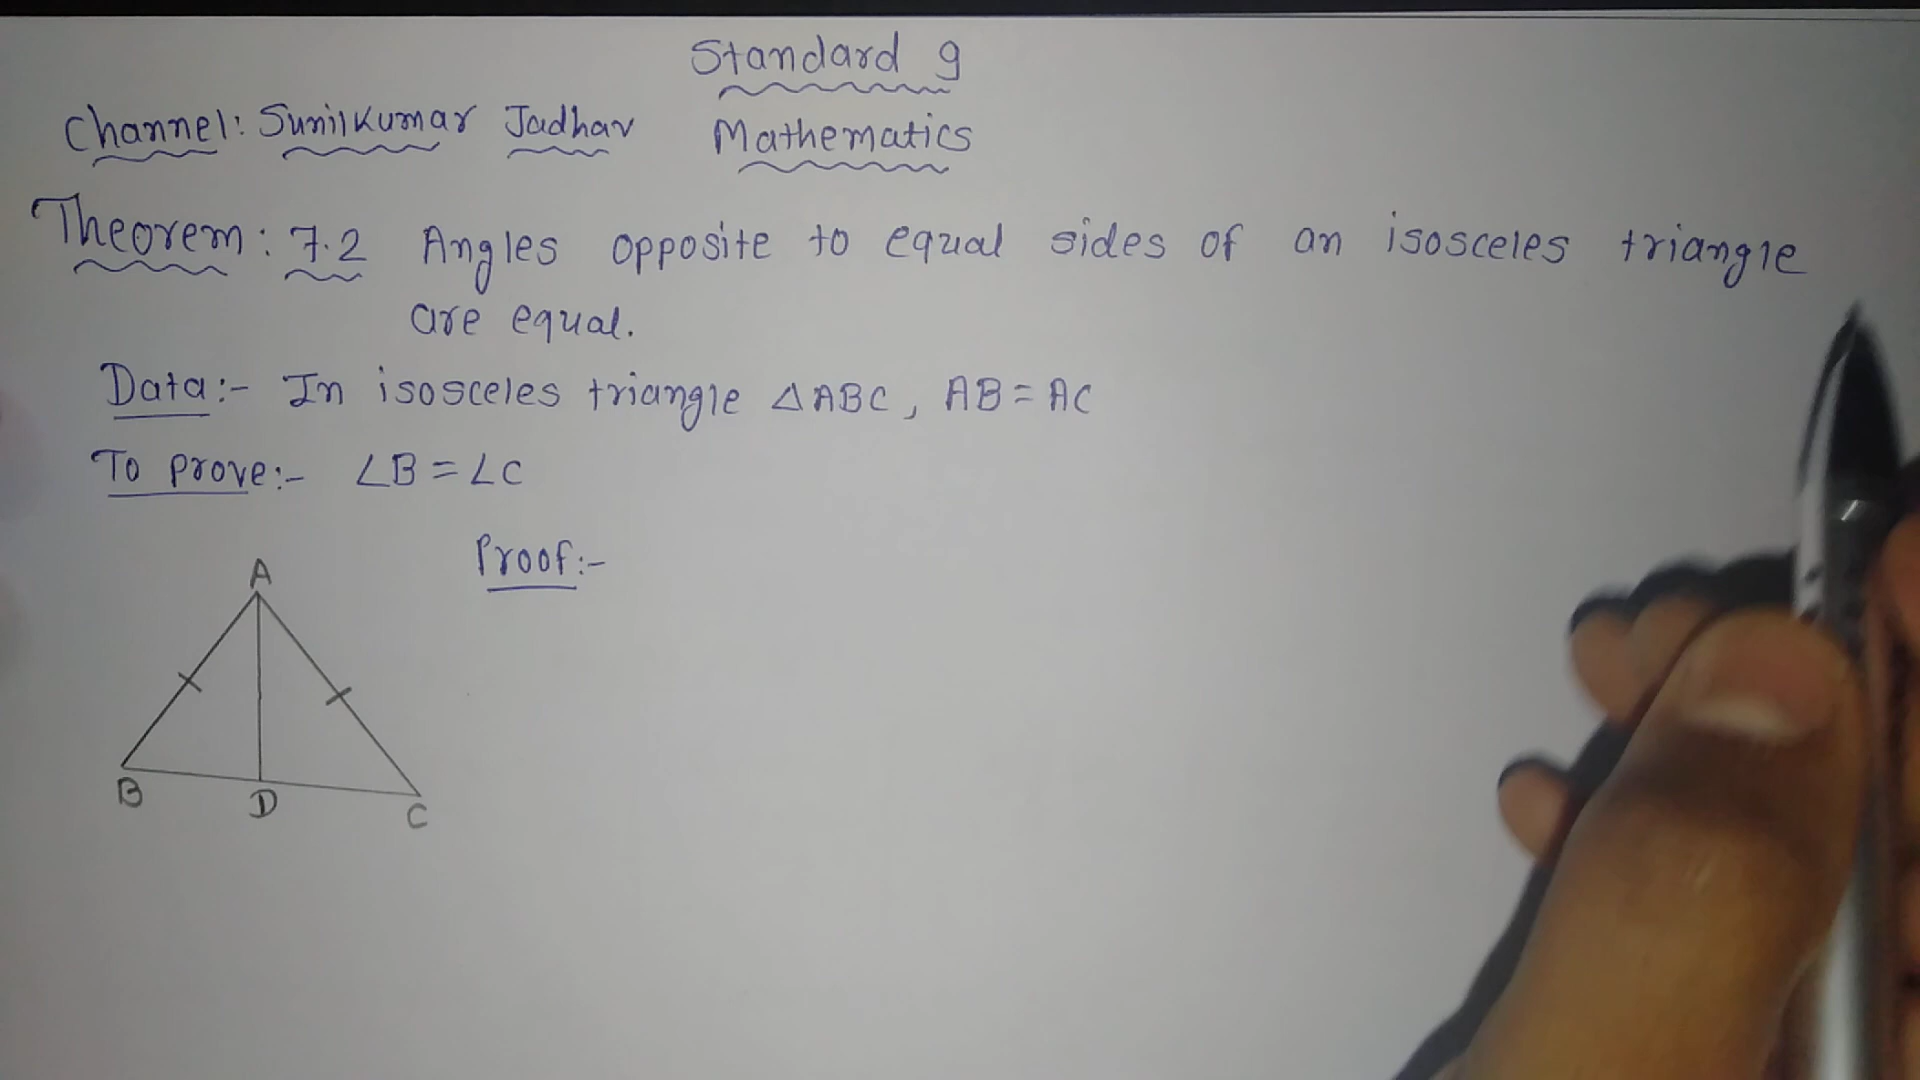 Standard 9
Channel: Sunilkumar Jadhav Mathematics
Theorem: 7.2 Angles opposite to equal sides of an isosceles triangle
are equal.
Data:- In isosceles triangle △ABC, AB = AC
To prove:- ∠B = ∠C
Proof:-
A
B
D
C